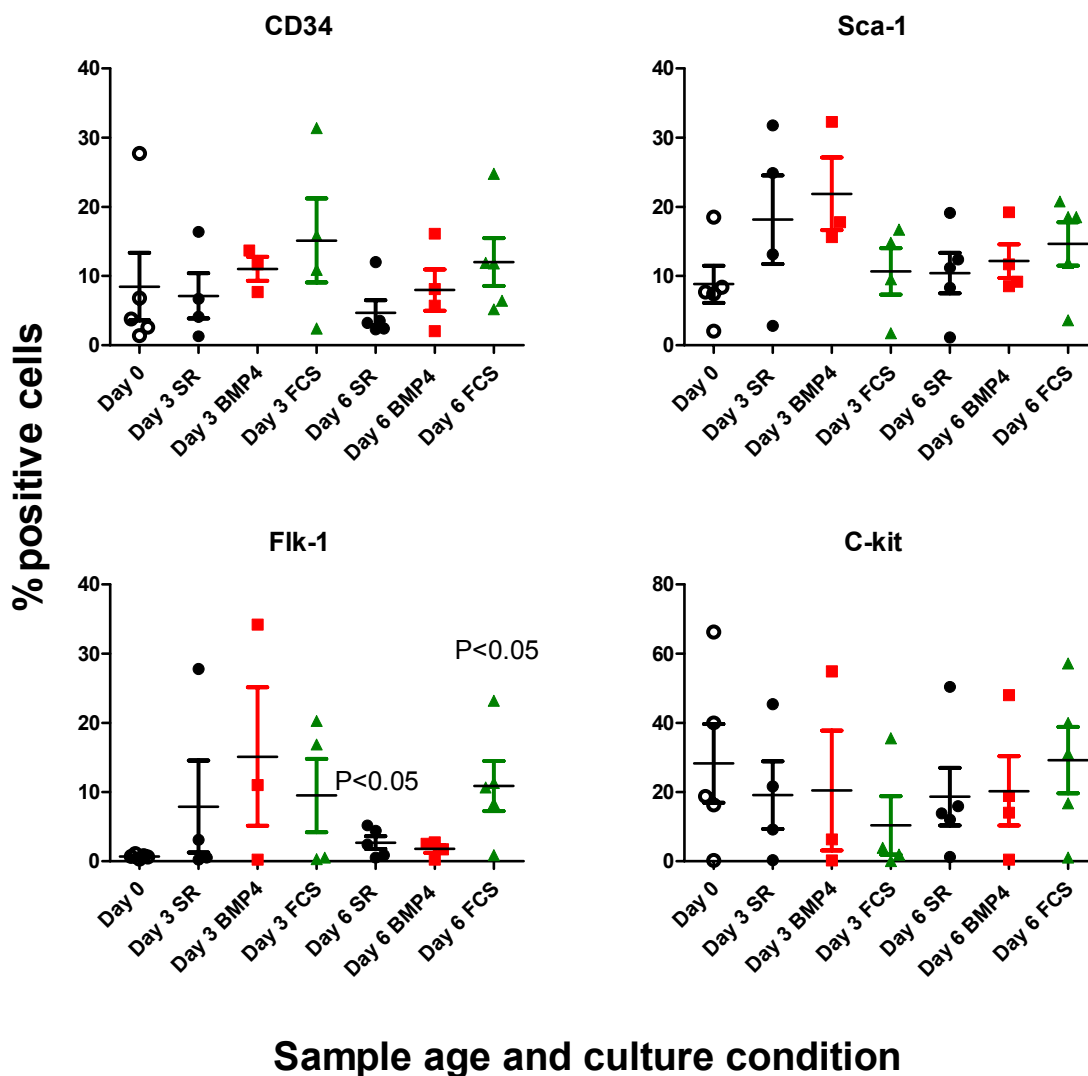 CD34
40
30
20
10
0
Day 0
Day 3 SR
Day 3 BMP4
Day 3 FCS
Day 6 SR
Day 6 BMP4
Day 6 FCS
Sca-1
40
30
20
10
0
Day 0
Day 3 SR
Day 3 BMP4
Day 3 FCS
Day 6 SR
Day 6 BMP4
Day 6 FCS
% positive cells
Flk-1
40
30
20
10
0
P<0.05
P<0.05
Day 0
Day 3 SR
Day 3 BMP4
Day 3 FCS
Day 6 SR
Day 6 BMP4
Day 6 FCS
C-kit
80
60
40
20
0
Day 0
Day 3 SR
Day 3 BMP4
Day 3 FCS
Day 6 SR
Day 6 BMP4
Day 6 FCS
Sample age and culture condition